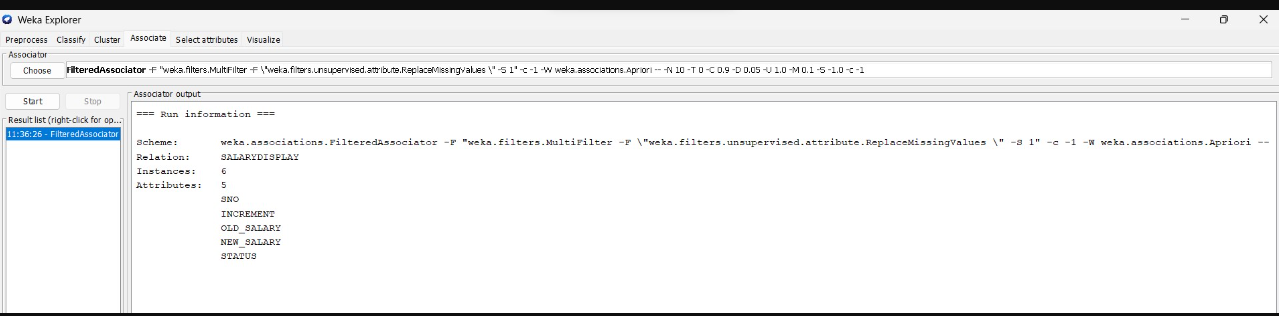 Weka Explorer
Preprocess Classify Cluster Associate Select attributes Visualize
Associator
Choose FilteredAssociator -F "weka.filters.MultiFilter -F \"weka.filters.unsupervised.attribute.ReplaceMissingValues \" -S 1" -c -1 -W weka.associations.Apriori -- -N 10 -T 0 -C 0.9 -D 0.05 -U 1.0 -M 0.1 -S -1.0 -c -1
Start Stop
Result list (right-click for op...
11:36:26 - FilteredAssociator
Associator output
=== Run information ===
Scheme: weka.associations.FilteredAssociator -F "weka.filters.MultiFilter -F \"weka.filters.unsupervised.attribute.ReplaceMissingValues \" -S 1" -c -1 -W weka.associations.Apriori --
Relation: SALARYDISPLAY
Instances: 6
Attributes: 5
SNO
INCREMENT
OLD_SALARY
NEW_SALARY
STATUS